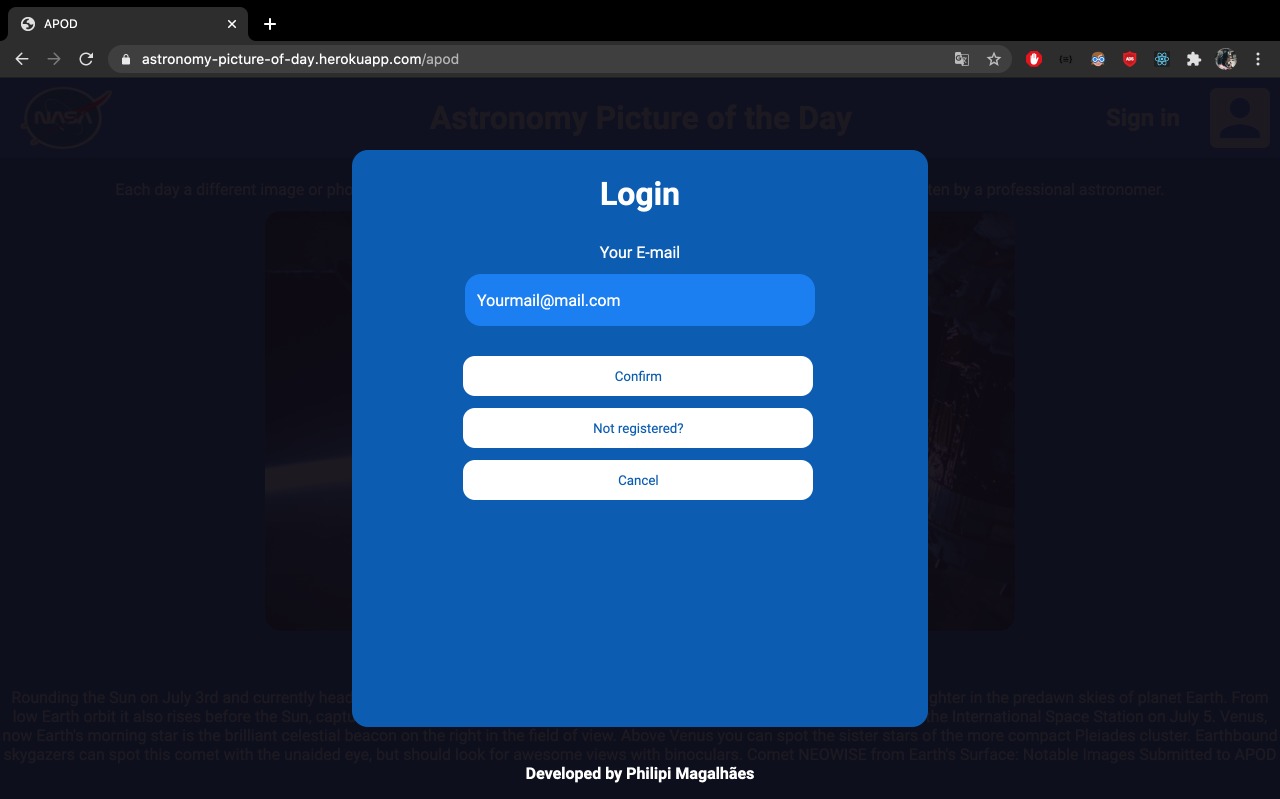 APOD
astronomy-picture-of-day.herokuapp.com/apod
NASA
Astronomy Picture of the Day
Sign in
Each day a different image or pho
ten by a professional astronomer.
Login
Your E-mail
Yourmail@mail.com
Confirm
Not registered?
Cancel
Rounding the Sun on July 3rd and currently head ghter in the predawn skies of planet Earth. From
low Earth orbit it also rises before the Sun, captu the International Space Station on July 5. Venus,
now Earth's morning star is the brilliant celestial beacon on the right in the field of view. Above Venus you can spot the sister stars of the more compact Pleiades cluster. Earthbound
skygazers can spot this comet with the unaided eye, but should look for awesome views with binoculars. Comet NEOWISE from Earth's Surface: Notable Images Submitted to APOD
Developed by Philipi Magalhães